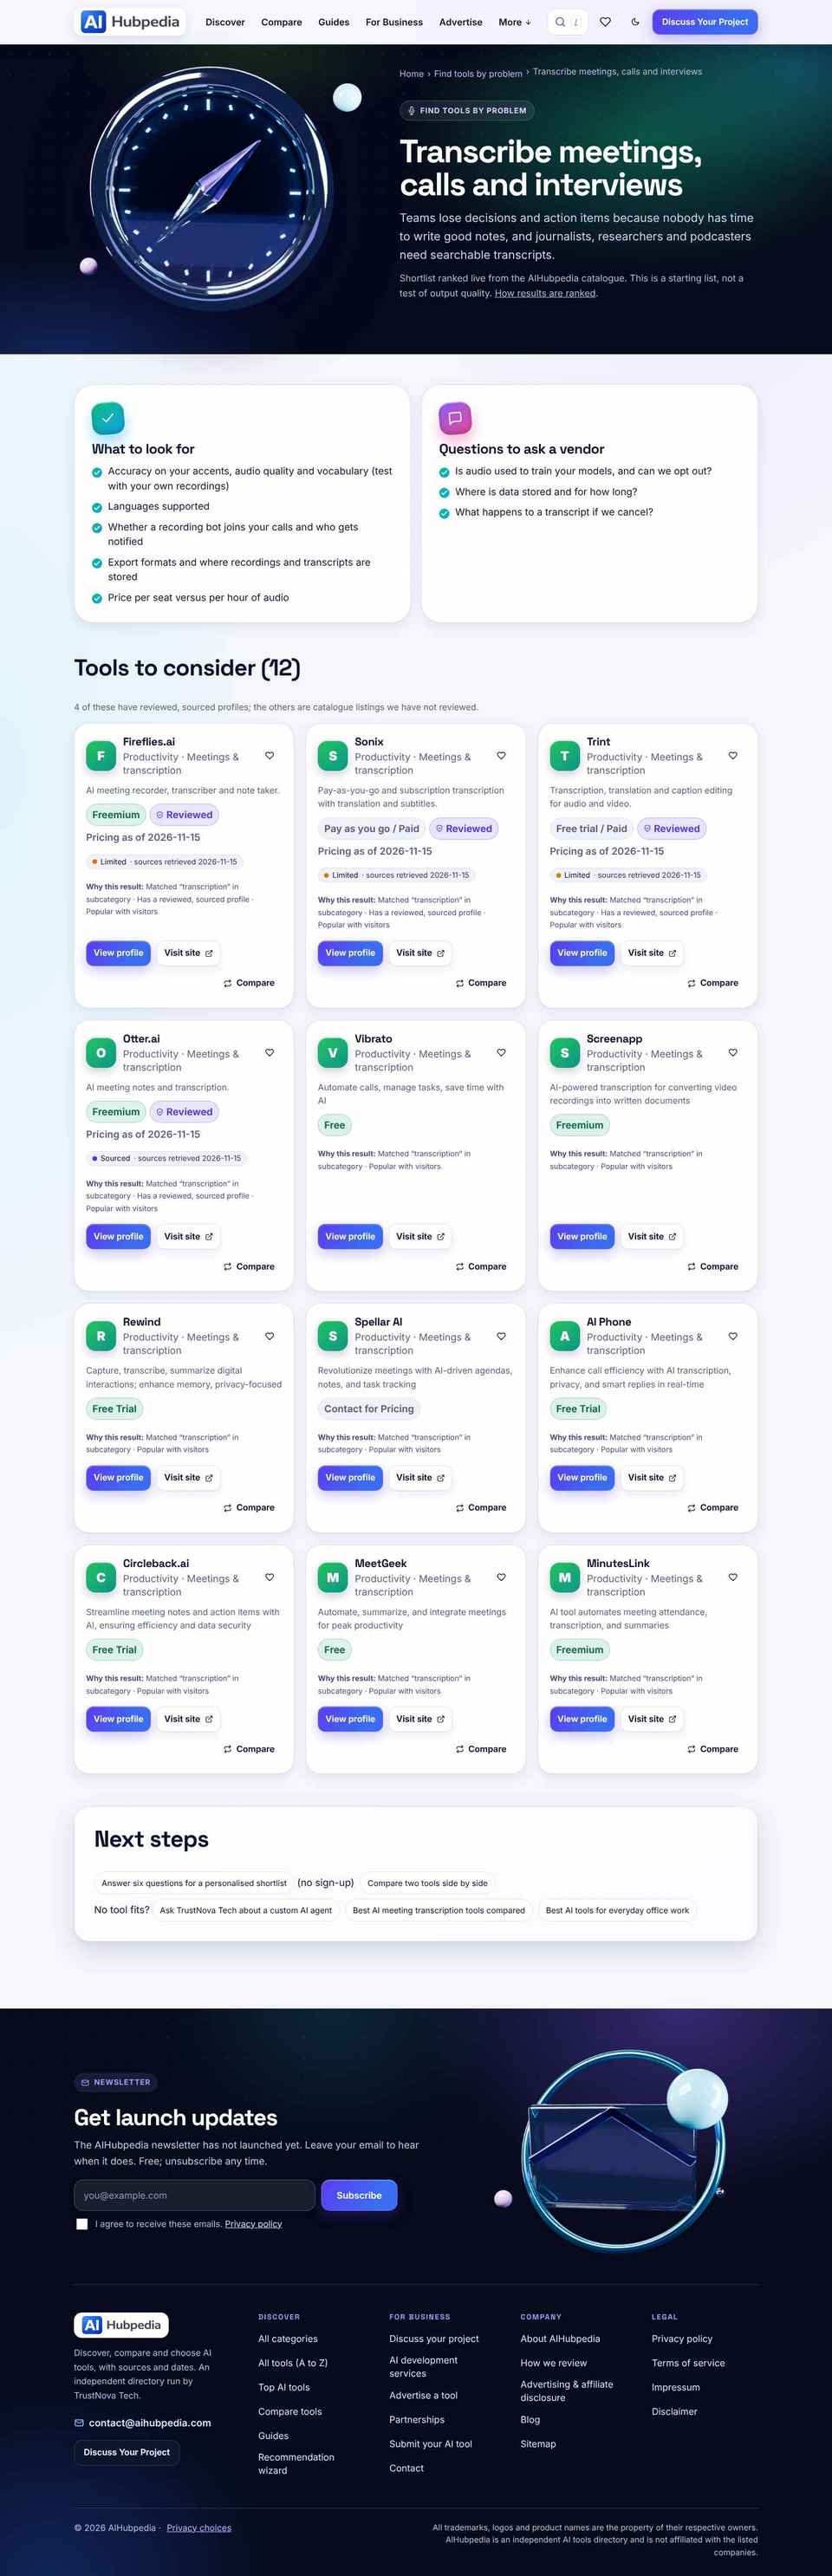 AI Hubpedia
Discover
Compare
Guides
For Business
Advertise
More ↓
/
Discuss Your Project
Home › Find tools by problem › Transcribe meetings, calls and interviews
FIND TOOLS BY PROBLEM
Transcribe meetings,
calls and interviews
Teams lose decisions and action items because nobody has time
to write good notes, and journalists, researchers and podcasters
need searchable transcripts.
Shortlist ranked live from the AIHubpedia catalogue. This is a starting list, not a
test of output quality. How results are ranked.
What to look for
Accuracy on your accents, audio quality and vocabulary (test
with your own recordings)
Languages supported
Whether a recording bot joins your calls and who gets
notified
Export formats and where recordings and transcripts are
stored
Price per seat versus per hour of audio
Questions to ask a vendor
Is audio used to train your models, and can we opt out?
Where is data stored and for how long?
What happens to a transcript if we cancel?
Tools to consider (12)
4 of these have reviewed, sourced profiles; the others are catalogue listings we have not reviewed.
F
Fireflies.ai
Productivity · Meetings &
transcription
AI meeting recorder, transcriber and note taker.
Freemium
Reviewed
Pricing as of 2026-11-15
Limited · sources retrieved 2026-11-15
Why this result: Matched “transcription” in
subcategory · Has a reviewed, sourced profile ·
Popular with visitors
View profile
Visit site
Compare
S
Sonix
Productivity · Meetings &
transcription
Pay-as-you-go and subscription transcription
with translation and subtitles.
Pay as you go / Paid
Reviewed
Pricing as of 2026-11-15
Limited · sources retrieved 2026-11-15
Why this result: Matched “transcription” in
subcategory · Has a reviewed, sourced profile ·
Popular with visitors
View profile
Visit site
Compare
T
Trint
Productivity · Meetings &
transcription
Transcription, translation and caption editing
for audio and video.
Free trial / Paid
Reviewed
Pricing as of 2026-11-15
Limited · sources retrieved 2026-11-15
Why this result: Matched “transcription” in
subcategory · Has a reviewed, sourced profile ·
Popular with visitors
View profile
Visit site
Compare
O
Otter.ai
Productivity · Meetings &
transcription
AI meeting notes and transcription.
Freemium
Reviewed
Pricing as of 2026-11-15
Sourced · sources retrieved 2026-11-15
Why this result: Matched “transcription” in
subcategory · Has a reviewed, sourced profile ·
Popular with visitors
View profile
Visit site
Compare
V
Vibrato
Productivity · Meetings &
transcription
Automate calls, manage tasks, save time with
AI
Free
Why this result: Matched “transcription” in
subcategory · Popular with visitors
View profile
Visit site
Compare
S
Screenapp
Productivity · Meetings &
transcription
AI-powered transcription for converting video
recordings into written documents
Freemium
Why this result: Matched “transcription” in
subcategory · Popular with visitors
View profile
Visit site
Compare
R
Rewind
Productivity · Meetings &
transcription
Capture, transcribe, summarize digital
interactions; enhance memory, privacy-focused
Free Trial
Why this result: Matched “transcription” in
subcategory · Popular with visitors
View profile
Visit site
Compare
S
Spellar AI
Productivity · Meetings &
transcription
Revolutionize meetings with AI-driven agendas,
notes, and task tracking
Contact for Pricing
Why this result: Matched “transcription” in
subcategory · Popular with visitors
View profile
Visit site
Compare
A
AI Phone
Productivity · Meetings &
transcription
Enhance call efficiency with AI transcription,
privacy, and smart replies in real-time
Free Trial
Why this result: Matched “transcription” in
subcategory · Popular with visitors
View profile
Visit site
Compare
C
Circleback.ai
Productivity · Meetings &
transcription
Streamline meeting notes and action items with
AI, ensuring efficiency and data security
Free Trial
Why this result: Matched “transcription” in
subcategory · Popular with visitors
View profile
Visit site
Compare
M
MeetGeek
Productivity · Meetings &
transcription
Automate, summarize, and integrate meetings
for peak productivity
Free
Why this result: Matched “transcription” in
subcategory · Popular with visitors
View profile
Visit site
Compare
M
MinutesLink
Productivity · Meetings &
transcription
AI tool automates meeting attendance,
transcription, and summaries
Freemium
Why this result: Matched “transcription” in
subcategory · Popular with visitors
View profile
Visit site
Compare
Next steps
Answer six questions for a personalised shortlist (no sign-up) Compare two tools side by side
No tool fits? Ask TrustNova Tech about a custom AI agent Best AI meeting transcription tools compared Best AI tools for everyday office work
NEWSLETTER
Get launch updates
The AIHubpedia newsletter has not launched yet. Leave your email to hear
when it does. Free; unsubscribe any time.
you@example.com
Subscribe
I agree to receive these emails. Privacy policy
AI Hubpedia
Discover, compare and choose AI
tools, with sources and dates. An
independent directory run by
TrustNova Tech.
contact@aihubpedia.com
Discuss Your Project
DISCOVER
All categories
All tools (A to Z)
Top AI tools
Compare tools
Guides
Recommendation
wizard
FOR BUSINESS
Discuss your project
AI development
services
Advertise a tool
Partnerships
Submit your AI tool
Contact
COMPANY
About AIHubpedia
How we review
Advertising & affiliate
disclosure
Blog
Sitemap
LEGAL
Privacy policy
Terms of service
Impressum
Disclaimer
© 2026 AIHubpedia · Privacy choices
All trademarks, logos and product names are the property of their respective owners.
AIHubpedia is an independent AI tools directory and is not affiliated with the listed
companies.